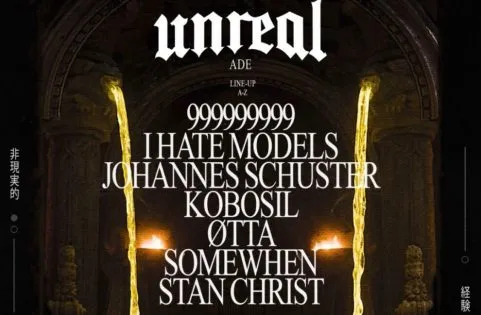 unreal
ADE
LINE-UP
A-Z
999999999
I HATE MODELS
JOHANNES SCHUSTER
KOBOSIL
ØTTA
SOMEWHEN
STAN CHRIST
非現実的
経験